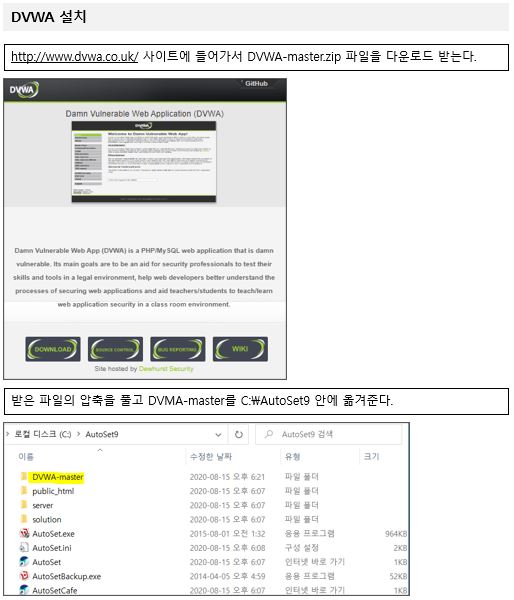 DVWA 설치
http://www.dvwa.co.uk/ 사이트에 들어가서 DVWA-master.zip 파일을 다운로드 받는다.
DVWA
GitHub
Damn Vulnerable Web Application (DVWA)
Welcome to Damn Vulnerable Web App!
Damn Vulnerable Web App (DVWA) is a PHP/MySQL web application that is damn
vulnerable. Its main goals are to be an aid for security professionals to test their
skills and tools in a legal environment, help web developers better understand the
processes of securing web applications and aid teachers/students to teach/learn
web application security in a class room environment.
DOWNLOAD
SOURCE CONTROL
BUG REPORTING
WIKI
Site hosted by Dewhurst Security
받은 파일의 압축을 풀고 DVMA-master를 C:₩AutoSet9 안에 옮겨준다.
로컬 디스크 (C:) > AutoSet9
AutoSet9 검색
이름 수정한 날짜 유형 크기
DVWA-master 2020-08-15 오후 6:21 파일 폴더
public_html 2020-08-15 오후 6:07 파일 폴더
server 2020-08-15 오후 6:07 파일 폴더
solution 2020-08-15 오후 6:07 파일 폴더
AutoSet.exe 2015-08-01 오전 1:32 응용 프로그램 964KB
AutoSet.ini 2020-08-15 오후 6:08 구성 설정 2KB
AutoSet 2020-08-15 오후 6:07 인터넷 바로 가기 1KB
AutoSetBackup.exe 2014-04-05 오후 4:59 응용 프로그램 52KB
AutoSetCafe 2020-08-15 오후 6:07 인터넷 바로 가기 1KB